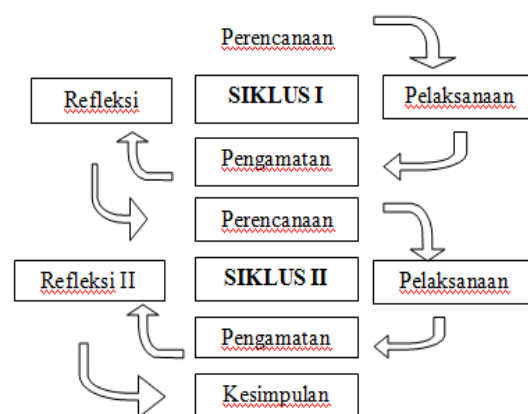 Perencanaan
Refleksi
SIKLUS I
Pelaksanaan
Pengamatan
Perencanaan
Refleksi II
SIKLUS II
Pelaksanaan
Pengamatan
Kesimpulan